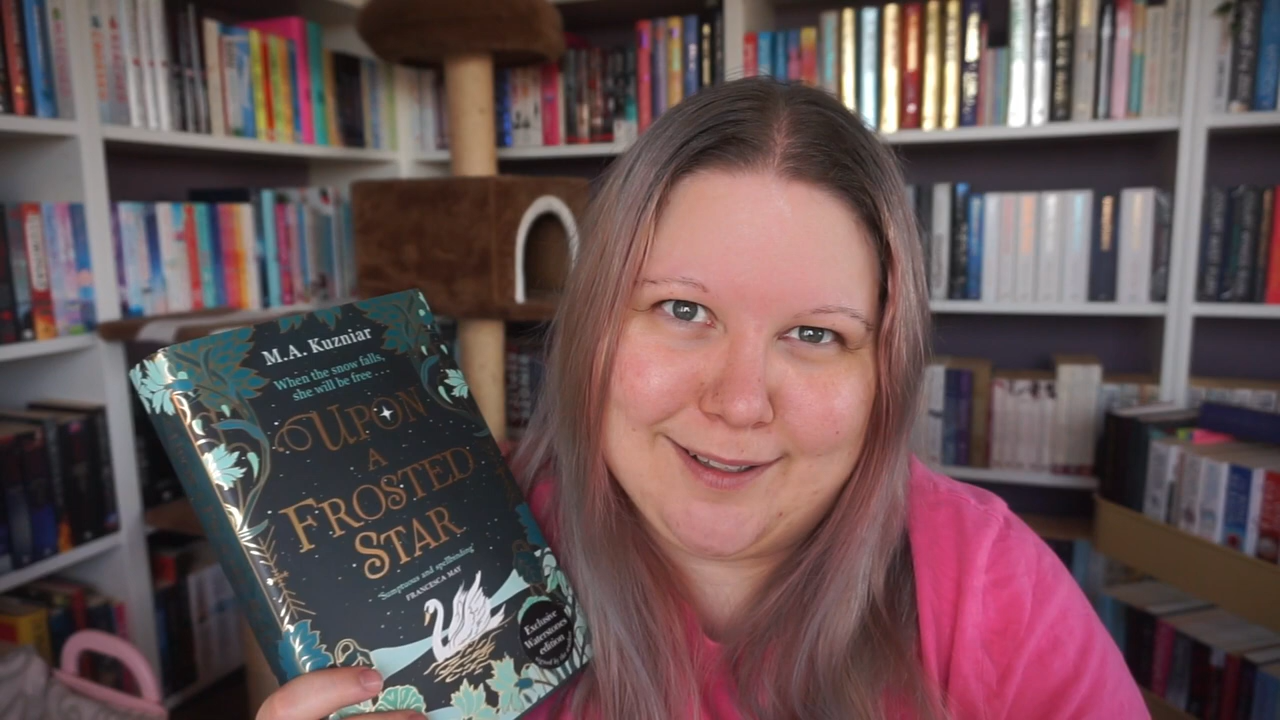 M.A. Kuzniar
When the snow falls,
she will be free . . .
UPON
A
FROSTED
STAR
'Sumptuous and spellbinding'
FRANCESCA MAY
Exclusive
Waterstones
edition